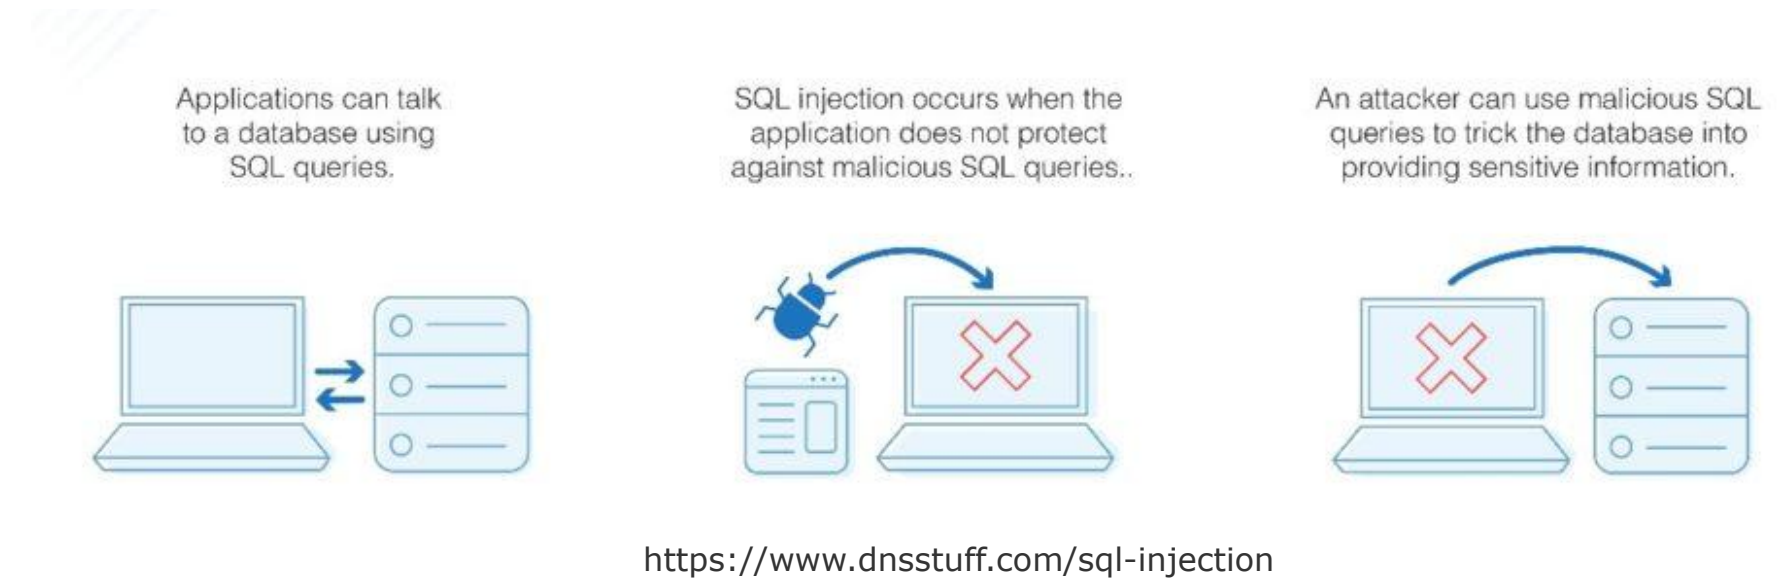 Applications can talk
to a database using
SQL queries.
SQL injection occurs when the
application does not protect
against malicious SQL queries..
An attacker can use malicious SQL
queries to trick the database into
providing sensitive information.
https://www.dnsstuff.com/sql-injection